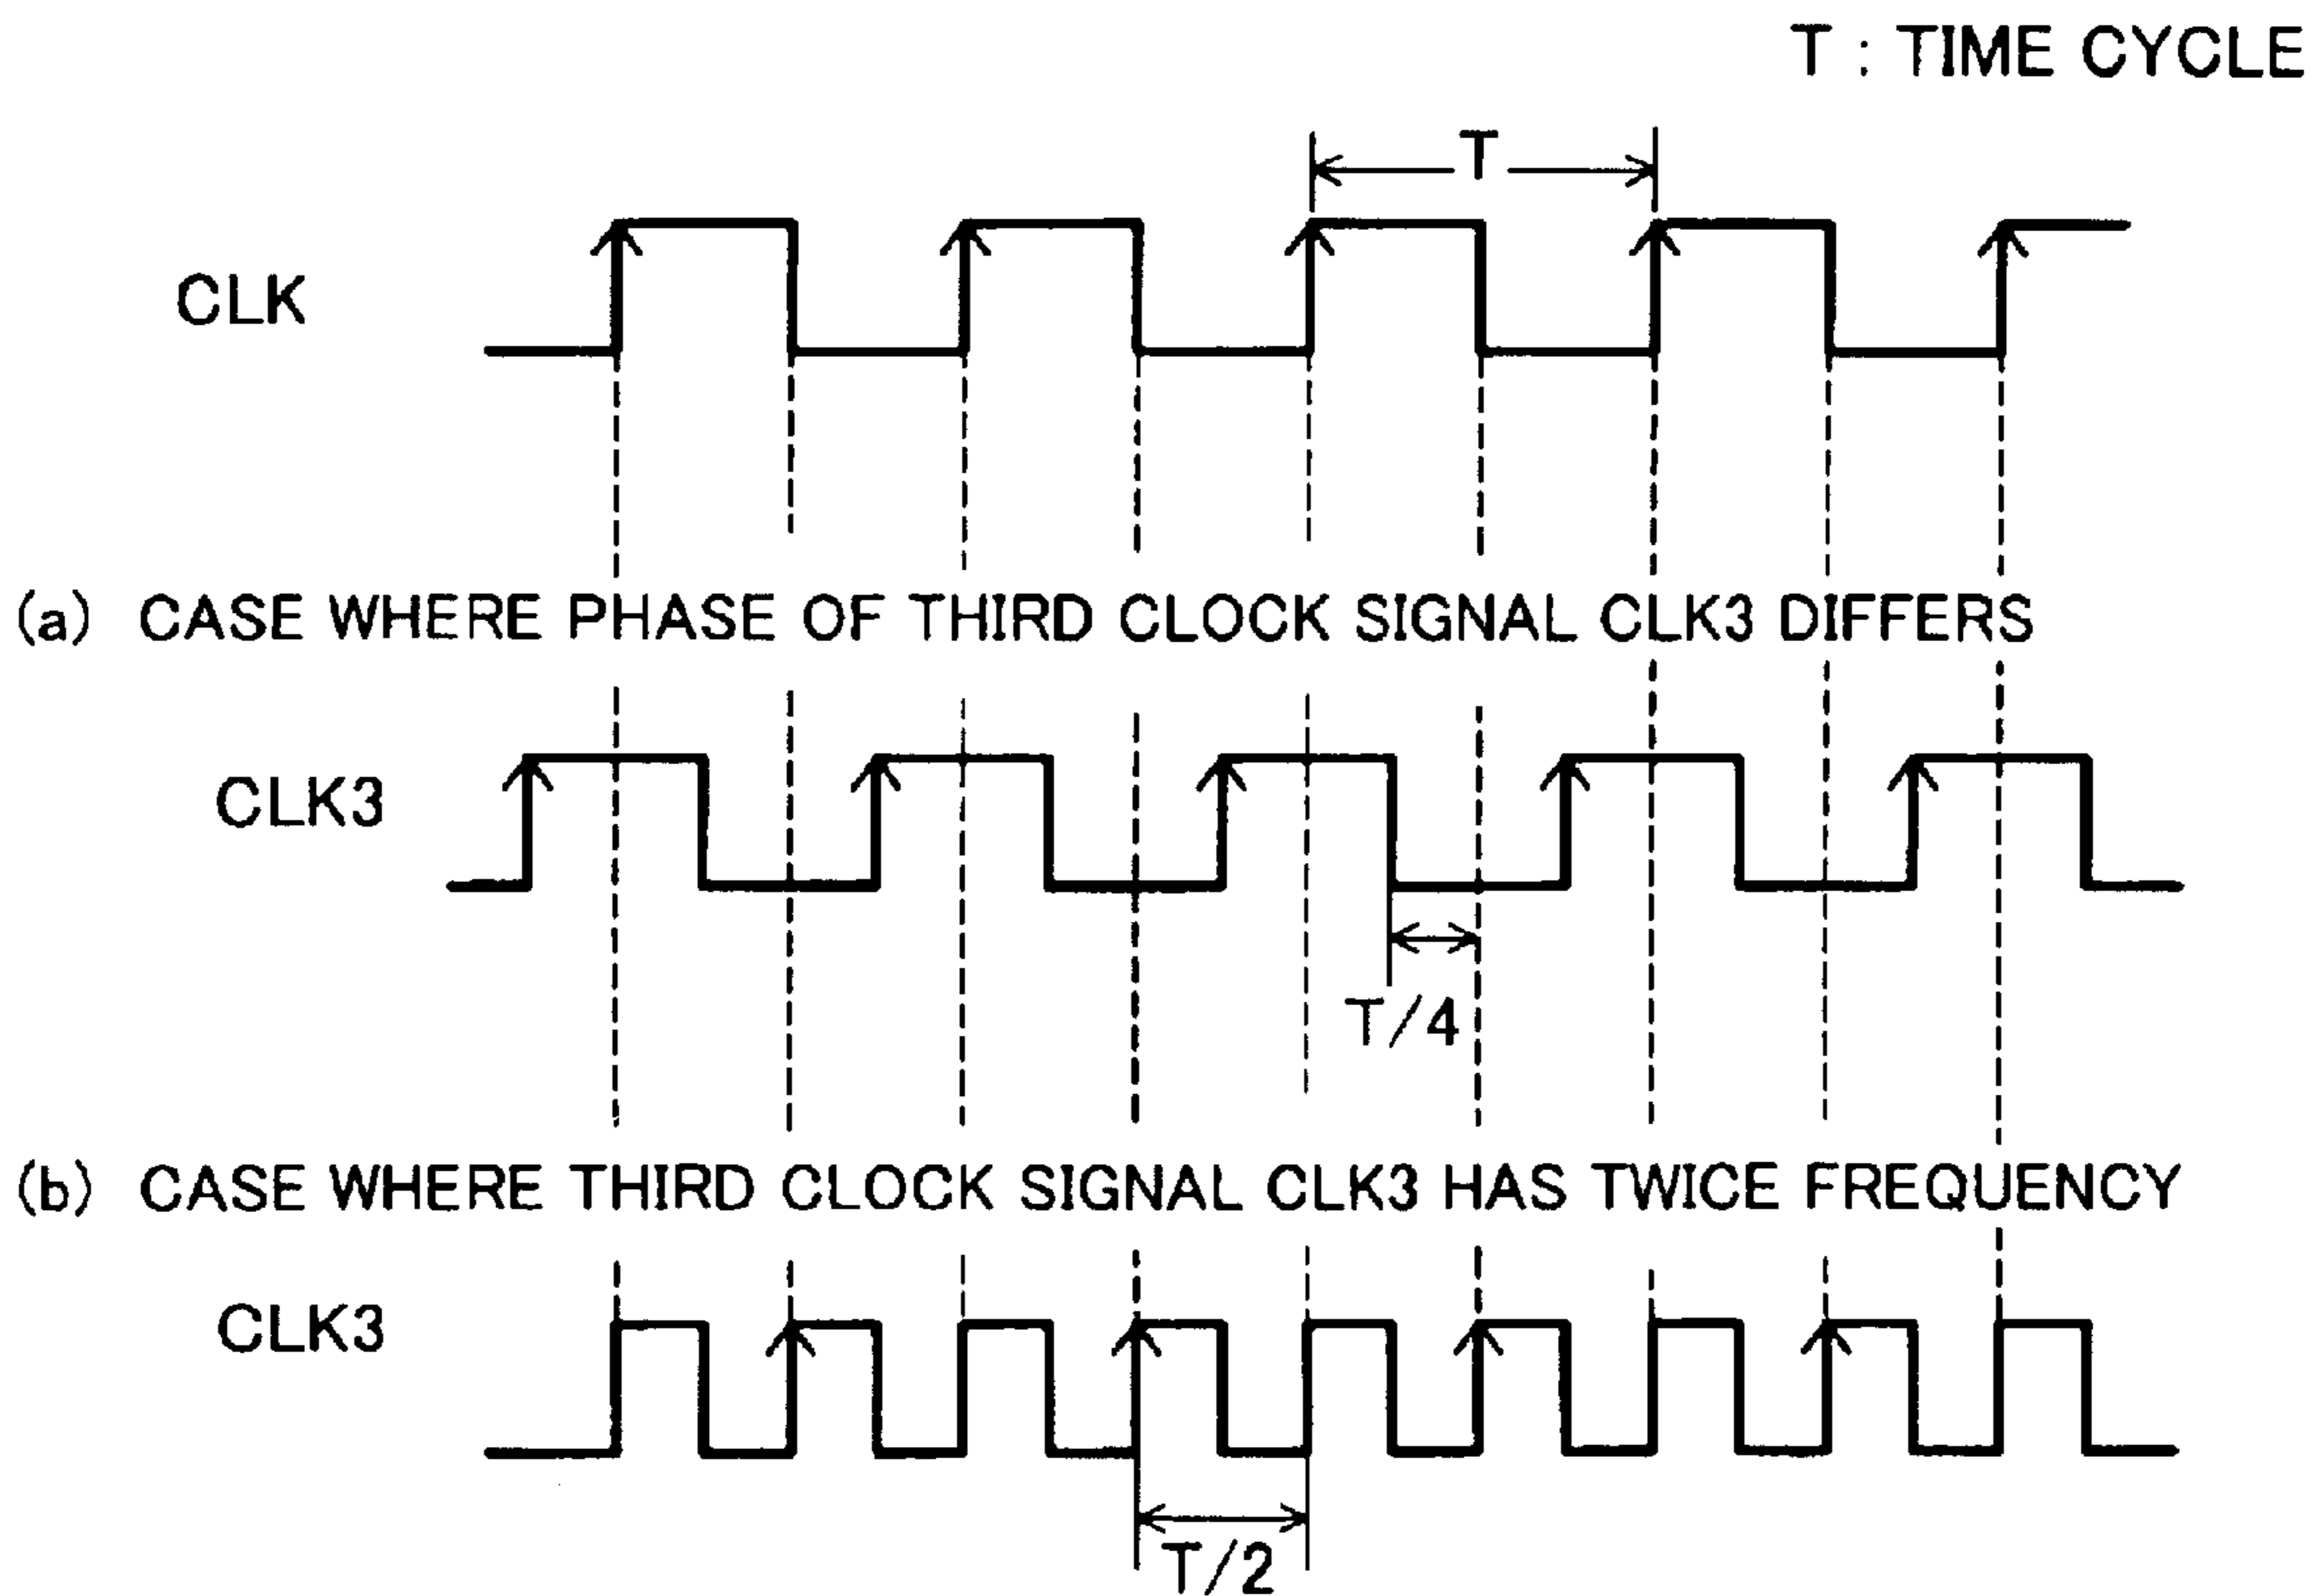 T : TIME CYCLE
T
CLK
(a) CASE WHERE PHASE OF THIRD CLOCK SIGNAL CLK3 DIFFERS
CLK3
T/4
(b) CASE WHERE THIRD CLOCK SIGNAL CLK3 HAS TWICE FREQUENCY
CLK3
T/2